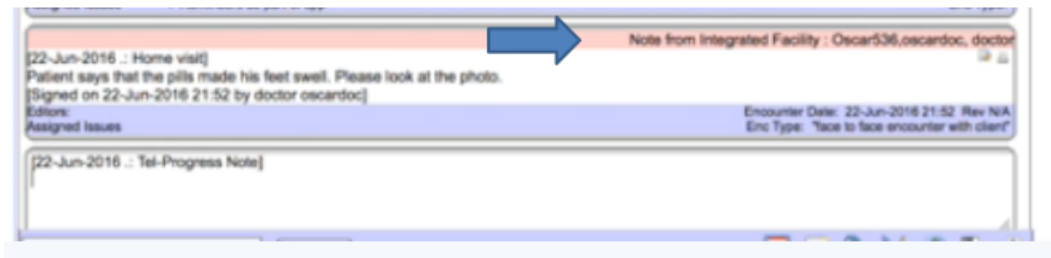 Note from Integrated Facility : Oscar536,oscardoc, doctor
[22-Jun-2016 .: Home visit]
Patient says that the pills made his feet swell. Please look at the photo.
[Signed on 22-Jun-2016 21:52 by doctor oscardoc]
Editors: Encounter Date: 22-Jun-2016 21:52 Rev N/A
Assigned Issues Enc Type: "face to face encounter with client"
[22-Jun-2016 .: Tel-Progress Note]